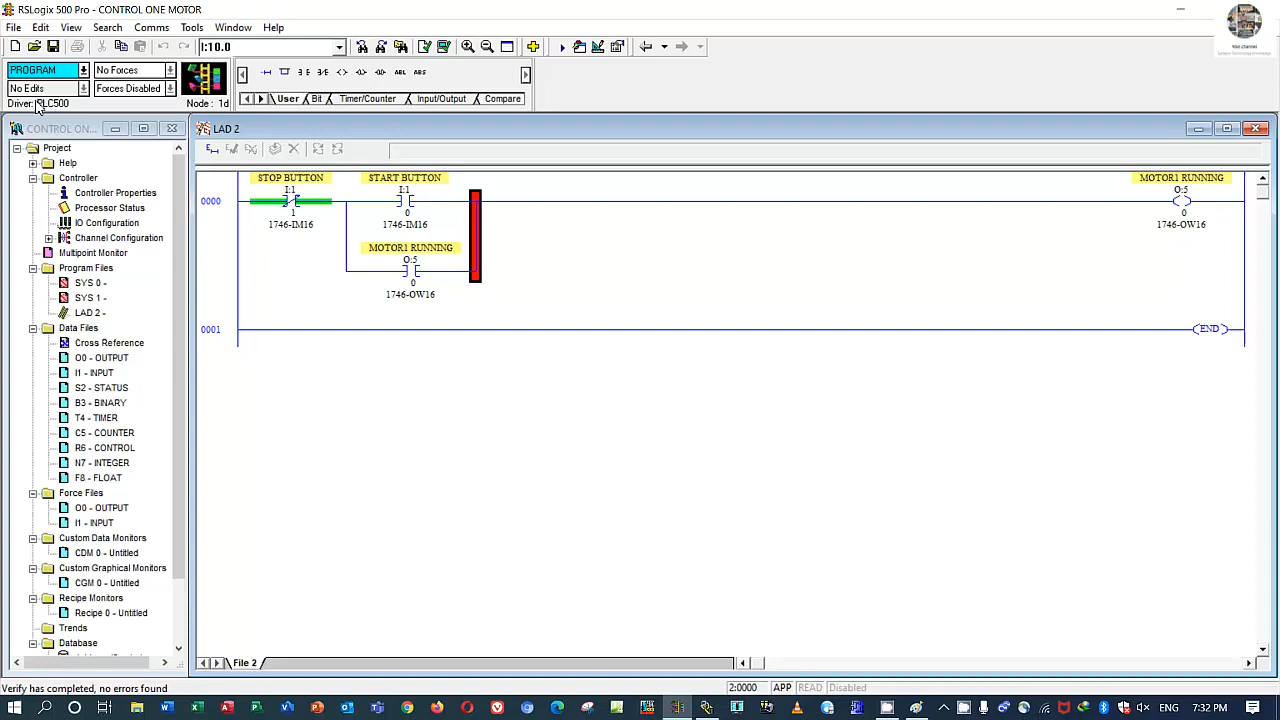 RSLogix 500 Pro - CONTROL ONE MOTOR
File Edit View Search Comms Tools Window Help
I:10.0
PROGRAM No Forces
No Edits Forces Disabled
Driver: SLC500 Node : 1d
ABL ABS
User Bit Timer/Counter Input/Output Compare
CONTROL ON...
Project
Help
Controller
Controller Properties
Processor Status
IO Configuration
Channel Configuration
Multipoint Monitor
Program Files
SYS 0 -
SYS 1 -
LAD 2 -
Data Files
Cross Reference
O0 - OUTPUT
I1 - INPUT
S2 - STATUS
B3 - BINARY
T4 - TIMER
C5 - COUNTER
R6 - CONTROL
N7 - INTEGER
F8 - FLOAT
Force Files
O0 - OUTPUT
I1 - INPUT
Custom Data Monitors
CDM 0 - Untitled
Custom Graphical Monitors
CGM 0 - Untitled
Recipe Monitors
Recipe 0 - Untitled
Trends
Database
LAD 2
STOP BUTTON START BUTTON MOTOR1 RUNNING
I:1 I:1 O:5
0000
1 0 0
1746-IM16 1746-IM16 1746-OW16
MOTOR1 RUNNING
O:5
0
1746-OW16
0001 END
File 2
Verify has completed, no errors found 2:0000 APP READ Disabled
ENG 7:32 PM